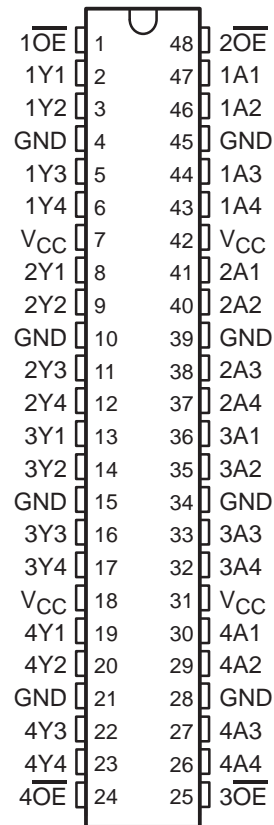 1O̅E̅ 1 48 2O̅E̅
1Y1 2 47 1A1
1Y2 3 46 1A2
GND 4 45 GND
1Y3 5 44 1A3
1Y4 6 43 1A4
VCC 7 42 VCC
2Y1 8 41 2A1
2Y2 9 40 2A2
GND 10 39 GND
2Y3 11 38 2A3
2Y4 12 37 2A4
3Y1 13 36 3A1
3Y2 14 35 3A2
GND 15 34 GND
3Y3 16 33 3A3
3Y4 17 32 3A4
VCC 18 31 VCC
4Y1 19 30 4A1
4Y2 20 29 4A2
GND 21 28 GND
4Y3 22 27 4A3
4Y4 23 26 4A4
4O̅E̅ 24 25 3O̅E̅